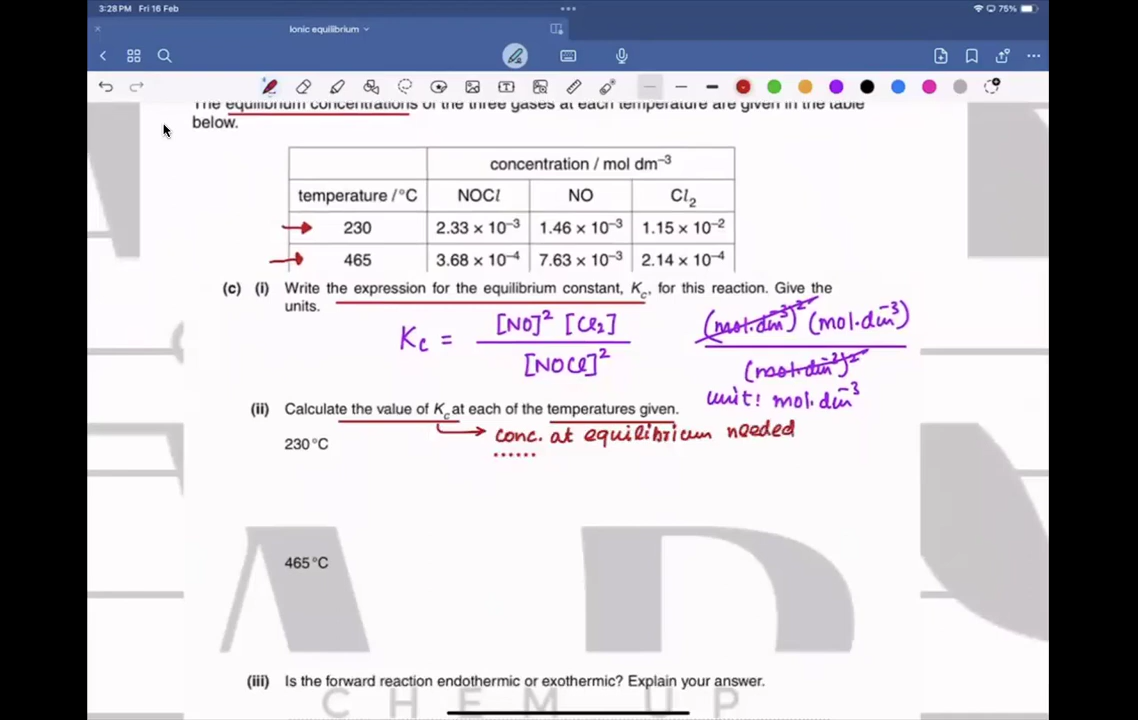 3:28 PM Fri 16 Feb
75%
Ionic equilibrium
The equilibrium concentrations of the three gases at each temperature are given in the table
below.
concentration / mol dm⁻³
temperature /°C NOCl NO Cl₂
230 2.33 × 10⁻³ 1.46 × 10⁻³ 1.15 × 10⁻²
465 3.68 × 10⁻⁴ 7.63 × 10⁻³ 2.14 × 10⁻⁴
(c) (i) Write the expression for the equilibrium constant, Kc, for this reaction. Give the
units.
Kc = [NO]² [Cl₂] / [NOCl]²
(mol.dm⁻³)² (mol.dm⁻³)
(mol.dm⁻³)²
unit: mol.dm⁻³
(ii) Calculate the value of Kc at each of the temperatures given.
→ conc. at equilibrium needed
230°C
465°C
(iii) Is the forward reaction endothermic or exothermic? Explain your answer.
CHEM UP